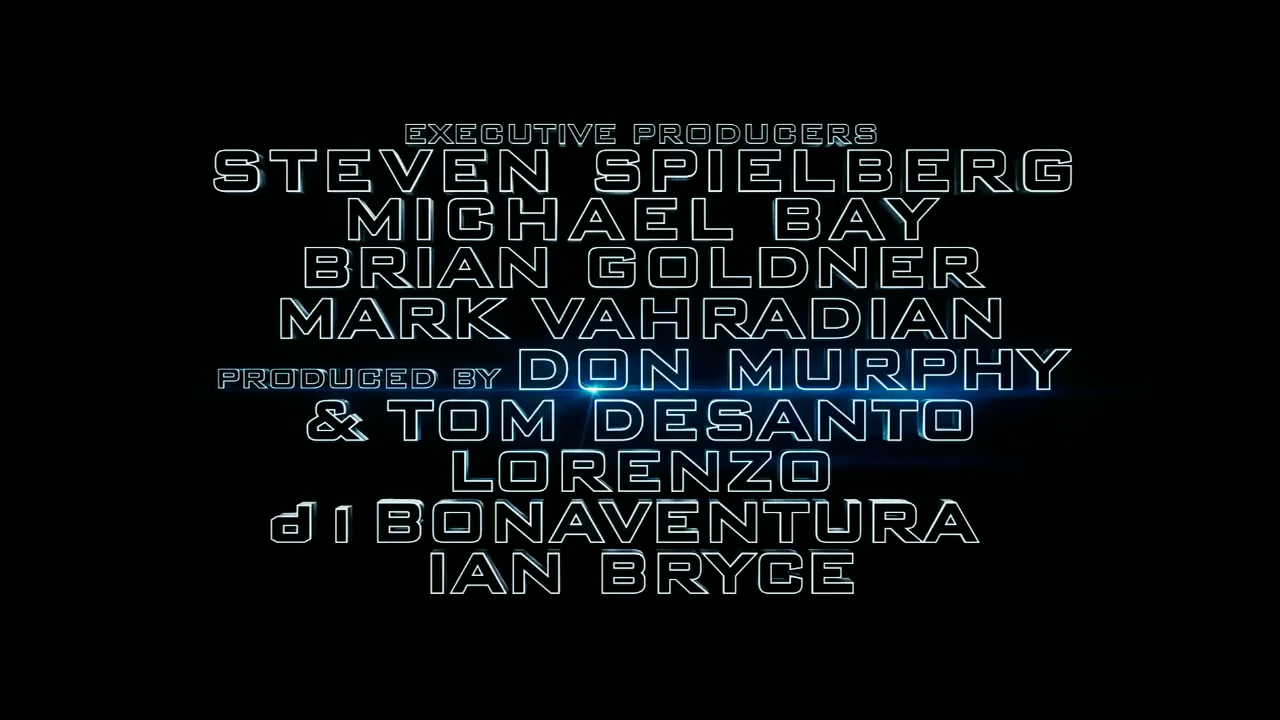 EXECUTIVE PRODUCERS
STEVEN SPIELBERG
MICHAEL BAY
BRIAN GOLDNER
MARK VAHRADIAN
PRODUCED BY DON MURPHY
& TOM DESANTO
LORENZO
di BONAVENTURA
IAN BRYCE